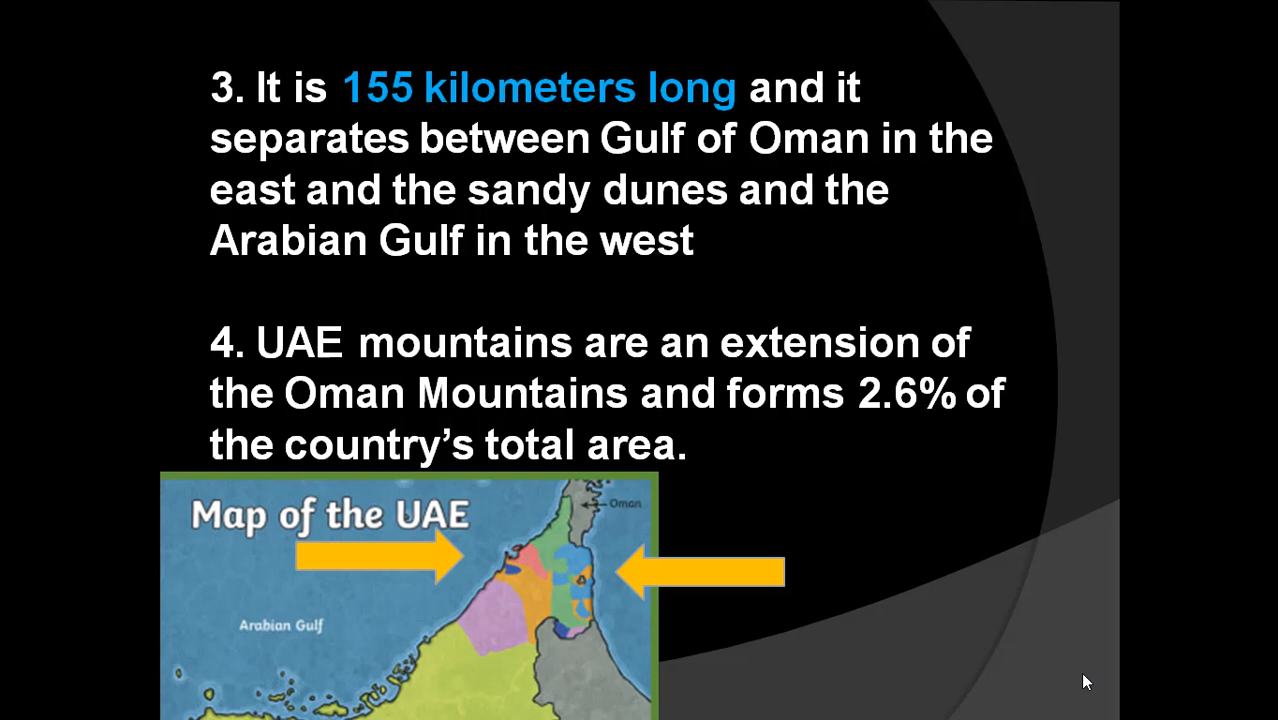 3. It is 155 kilometers long and it
separates between Gulf of Oman in the
east and the sandy dunes and the
Arabian Gulf in the west
4. UAE mountains are an extension of
the Oman Mountains and forms 2.6% of
the country’s total area.
Map of the UAE
Oman
Arabian Gulf